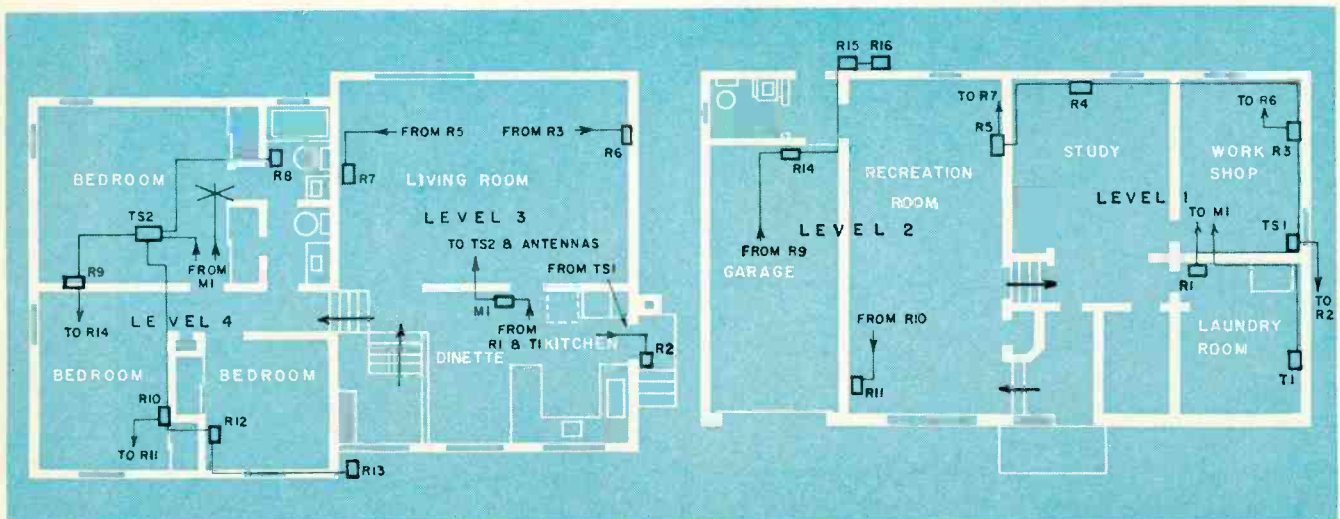 FROM R5
FROM R3
R6
R7
R8
BEDROOM
LIVING ROOM
TS2
LEVEL 3
TO TS2 & ANTENNAS
FROM TS1
FROM
M1
R9
TO R14
LEVEL 4
M1
FROM
R1 & T1
KITCHEN
DINETTE
R2
BEDROOM
BEDROOM
R10
R12
TO R11
R13
R15 R16
TO R7
R4
R5
TO R6
R3
STUDY
WORK
SHOP
R14
RECREATION
ROOM
LEVEL 1
LEVEL 2
TO M1
TS1
FROM R9
GARAGE
R1
TO
R2
FROM R10
LAUNDRY
ROOM
R11
T1